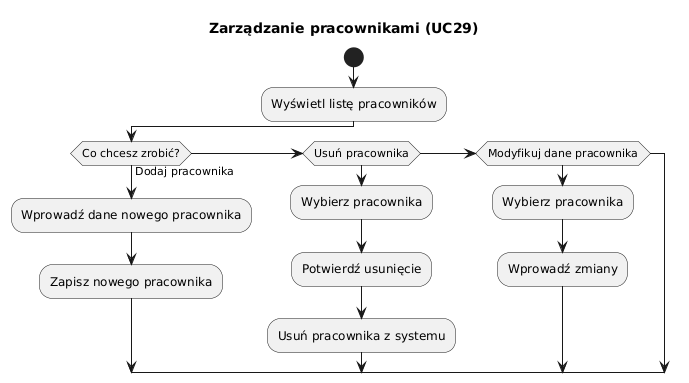 Zarządzanie pracownikami (UC29)
Wyświetl listę pracowników
Co chcesz zrobić?
Usuń pracownika
Modyfikuj dane pracownika
Dodaj pracownika
Wprowadź dane nowego pracownika
Wybierz pracownika
Wybierz pracownika
Zapisz nowego pracownika
Potwierdź usunięcie
Wprowadź zmiany
Usuń pracownika z systemu